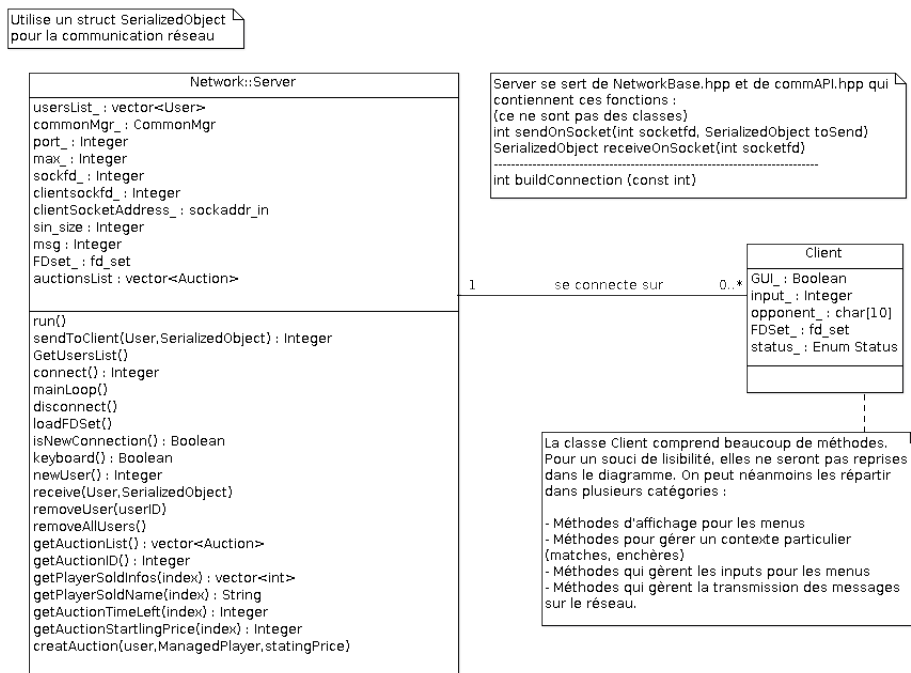 Utilise un struct SerializedObject
pour la communication réseau
Network::Server
usersList_ : vector<User>
commonMgr_ : CommonMgr
port_ : Integer
max_ : Integer
sockfd_ : Integer
clientsockfd_ : Integer
clientSocketAddress_ : sockaddr_in
sin_size : Integer
msg : Integer
FDset_ : fd_set
auctionsList : vector<Auction>
run()
sendToClient(User,SerializedObject) : Integer
GetUsersList()
connect() : Integer
mainLoop()
disconnect()
loadFDSet()
isNewConnection() : Boolean
keyboard() : Boolean
newUser() : Integer
receive(User,SerializedObject)
removeUser(userID)
removeAllUsers()
getAuctionList() : vector<Auction>
getAuctionID() : Integer
getPlayerSoldInfos(index) : vector<int>
getPlayerSoldName(index) : String
getAuctionTimeLeft(index) : Integer
getAuctionStartlingPrice(index) : Integer
creatAuction(user,ManagedPlayer,statingPrice)
Server se sert de NetworkBase.hpp et de commAPI.hpp qui
contiennent ces fonctions :
(ce ne sont pas des classes)
int sendOnSocket(int socketfd, SerializedObject toSend)
SerializedObject receiveOnSocket(int socketfd)
--------------------------------------------------------------------------------
int buildConnection (const int)
1 se connecte sur 0..*
Client
GUI_ : Boolean
input_ : Integer
opponent_ : char[10]
FDSet_ : fd_set
status_ : Enum Status
La classe Client comprend beaucoup de méthodes.
Pour un souci de lisibilité, elles ne seront pas reprises
dans le diagramme. On peut néanmoins les répartir
dans plusieurs catégories :
- Méthodes d'affichage pour les menus
- Méthodes pour gérer un contexte particulier
(matches, enchères)
- Méthodes qui gèrent les inputs pour les menus
- Méthodes qui gèrent la transmission des messages
sur le réseau.